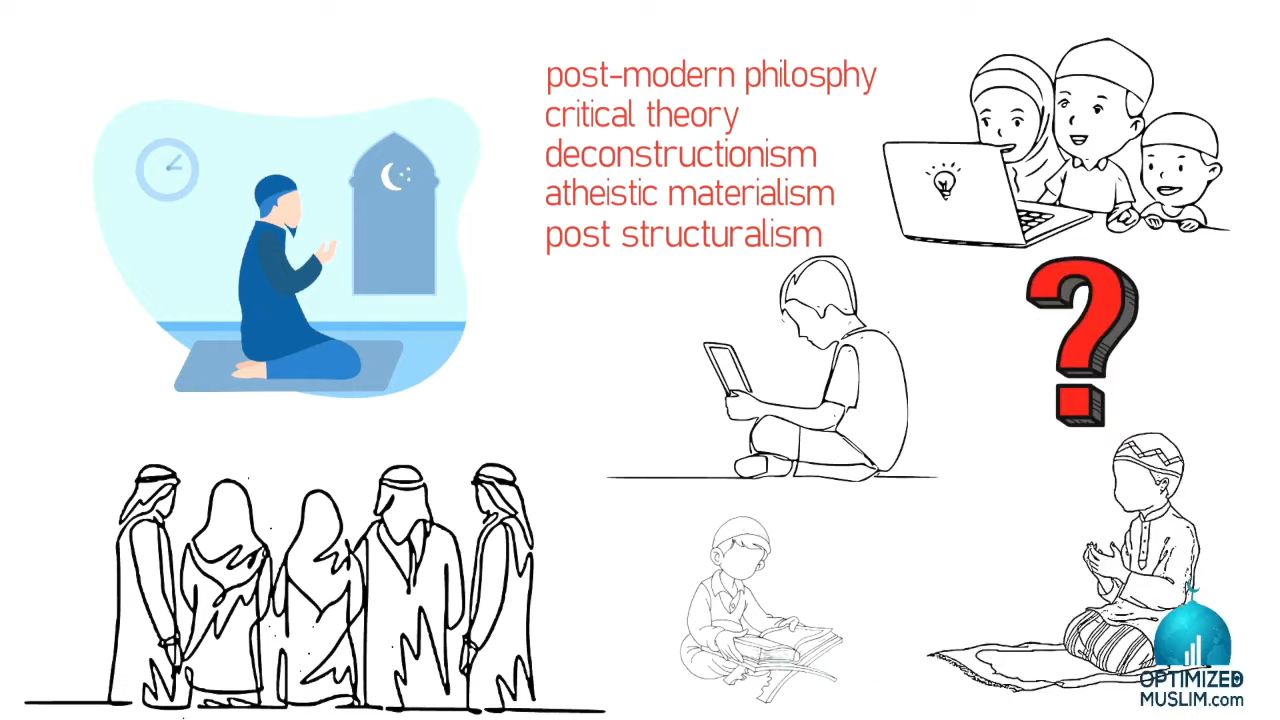 post-modern philosphy
critical theory
deconstructionism
atheistic materialism
post structuralism
OPTIMIZED
MUSLIM.com